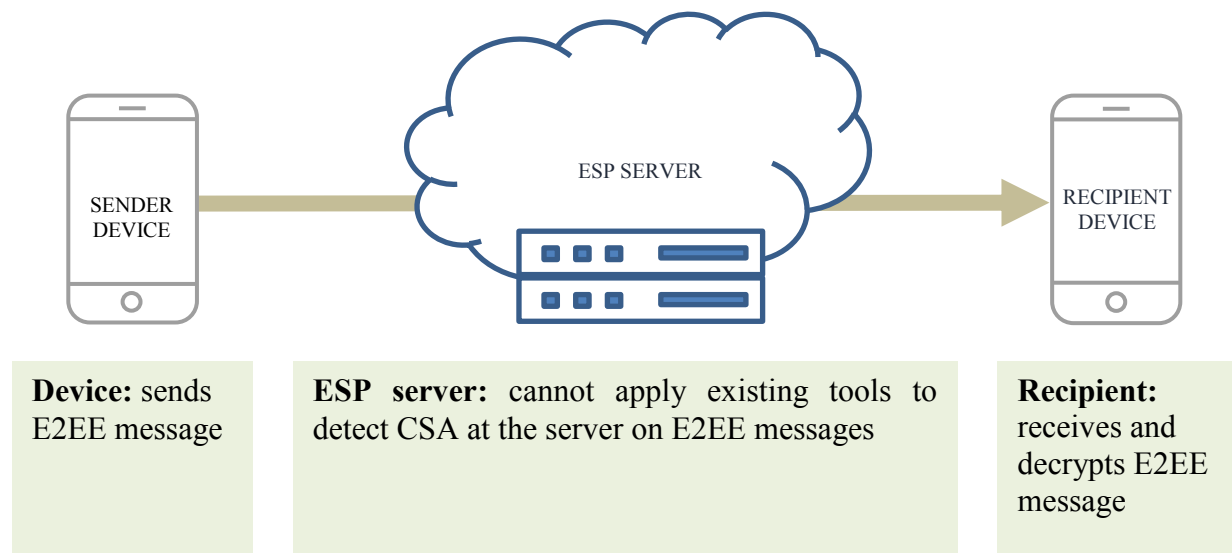 ESP SERVER
SENDER
DEVICE
RECIPIENT
DEVICE
Device: sends
E2EE message
ESP server: cannot apply existing tools to
detect CSA at the server on E2EE messages
Recipient:
receives and
decrypts E2EE
message